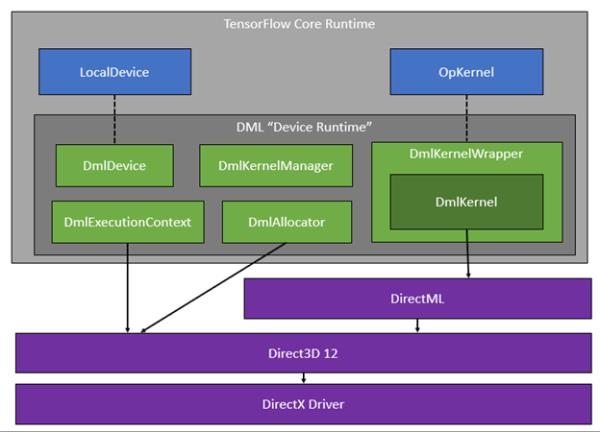 TensorFlow Core Runtime
LocalDevice
OpKernel
DML “Device Runtime”
DmlDevice
DmlKernelManager
DmlKernelWrapper
DmlKernel
DmlExecutionContext
DmlAllocator
DirectML
Direct3D 12
DirectX Driver